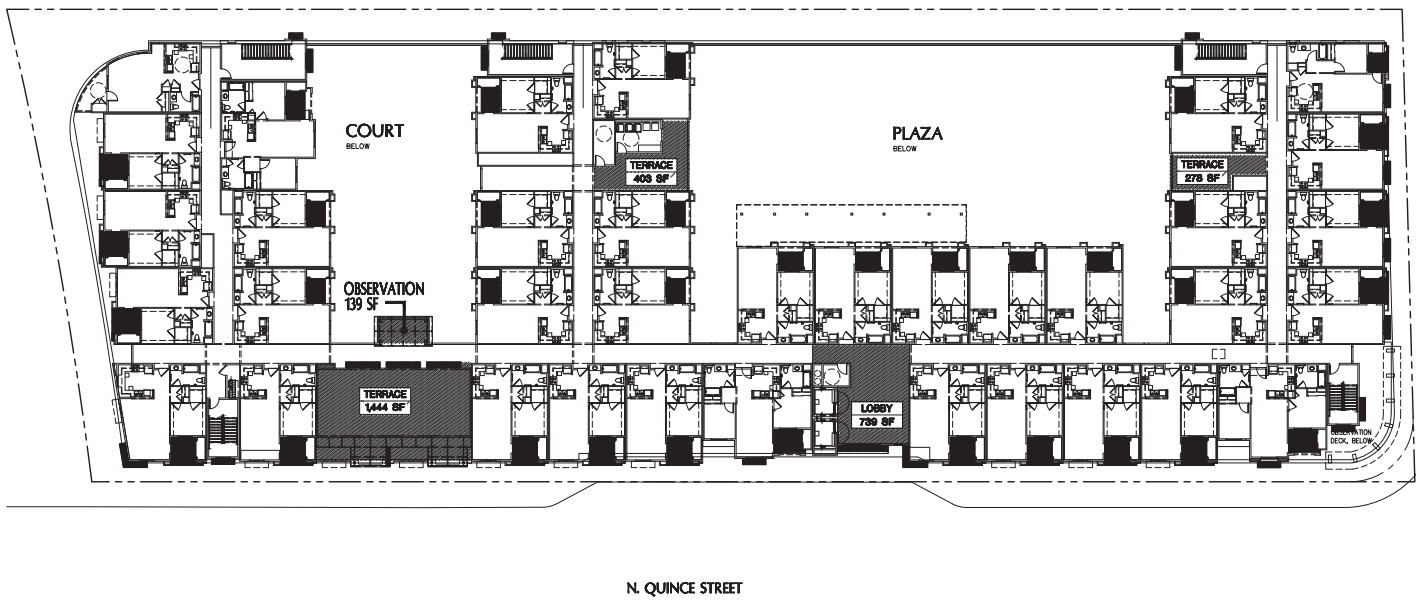 COURT
BELOW
PLAZA
BELOW
TERRACE
403 SF
TERRACE
278 SF
OBSERVATION
139 SF
TERRACE
1,444 SF
LOBBY
739 SF
OBSERVATION
DECK, BELOW
N. QUINCE STREET